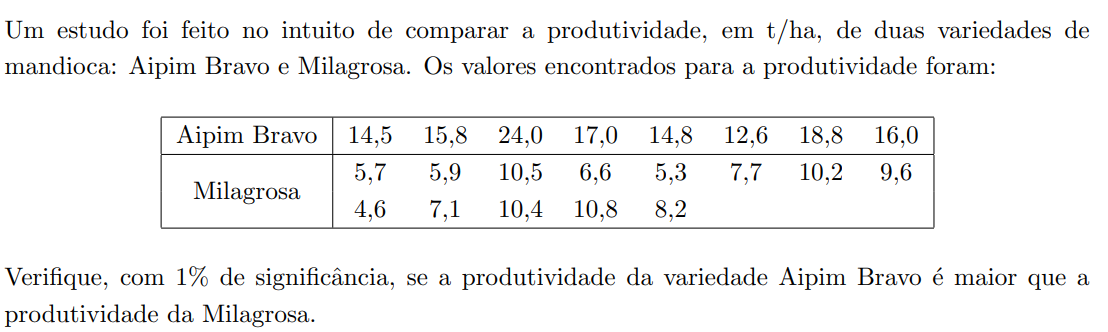 Um estudo foi feito no intuito de comparar a produtividade, em t/ha, de duas variedades de
mandioca: Aipim Bravo e Milagrosa. Os valores encontrados para a produtividade foram:
Aipim Bravo 14,5 15,8 24,0 17,0 14,8 12,6 18,8 16,0
Milagrosa
5,7 5,9 10,5 6,6 5,3 7,7 10,2 9,6
4,6 7,1 10,4 10,8 8,2
Verifique, com 1% de significância, se a produtividade da variedade Aipim Bravo é maior que a
produtividade da Milagrosa.